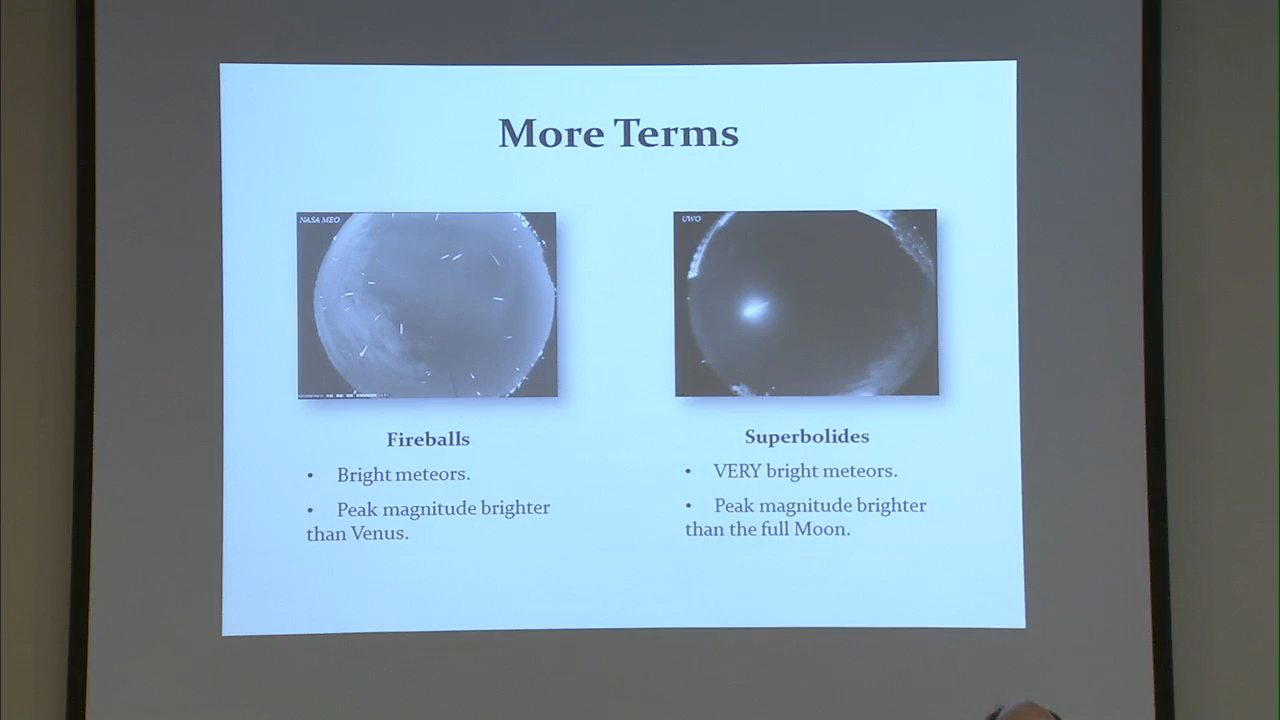 More Terms
NASA MEO
UWO
Fireballs
• Bright meteors.
• Peak magnitude brighter
than Venus.
Superbolides
• VERY bright meteors.
• Peak magnitude brighter
than the full Moon.